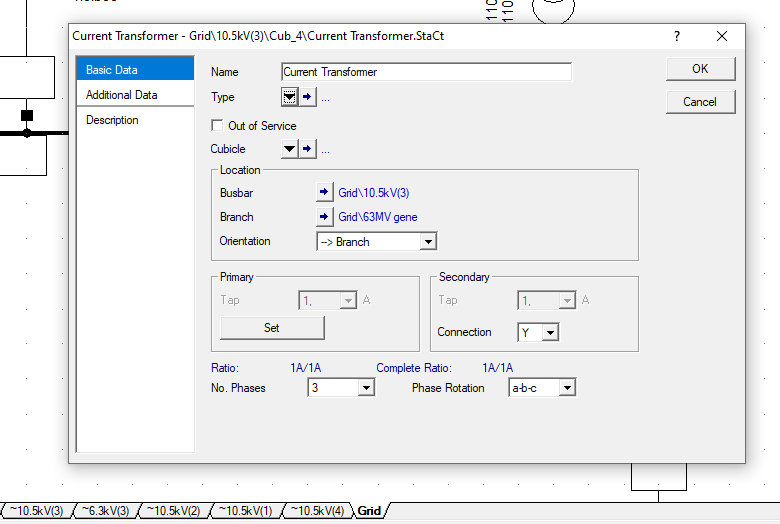 110
110
Current Transformer - Grid\10.5kV(3)\Cub_4\Current Transformer.StaCt
? 
Basic Data
Additional Data
Description
Name Current Transformer
Type ...
Out of Service
Cubicle ...
Location
Busbar Grid\10.5kV(3)
Branch Grid\63MV gene
Orientation --> Branch
Primary
Tap 1. A
Set
Secondary
Tap 1. A
Connection Y
Ratio: 1A/1A Complete Ratio: 1A/1A
No. Phases 3 Phase Rotation a-b-c
OK
Cancel
~10.5kV(3) ~6.3kV(3) ~10.5kV(2) ~10.5kV(1) ~10.5kV(4) Grid